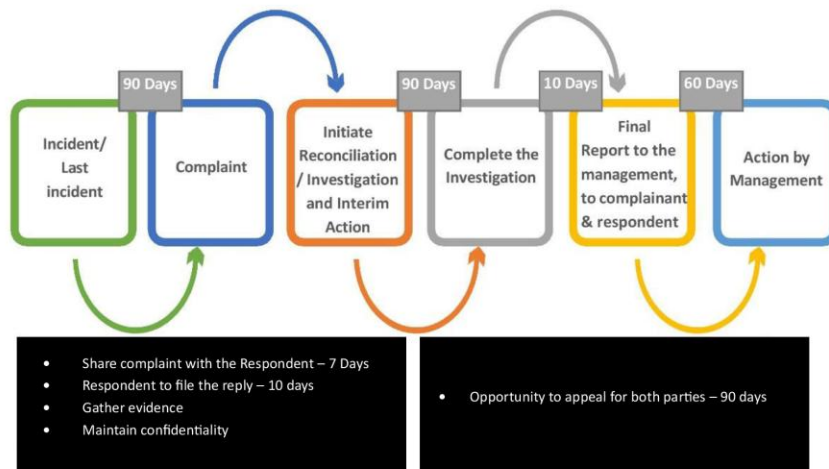 90 Days
90 Days
10 Days
60 Days
Incident/
Last
incident
Complaint
Initiate
Reconciliation
/ Investigation
and Interim
Action
Complete the
Investigation
Final
Report to the
management,
to complainant
& respondent
Action by
Management
• Share complaint with the Respondent – 7 Days
• Respondent to file the reply – 10 days
• Gather evidence
• Maintain confidentiality
• Opportunity to appeal for both parties – 90 days